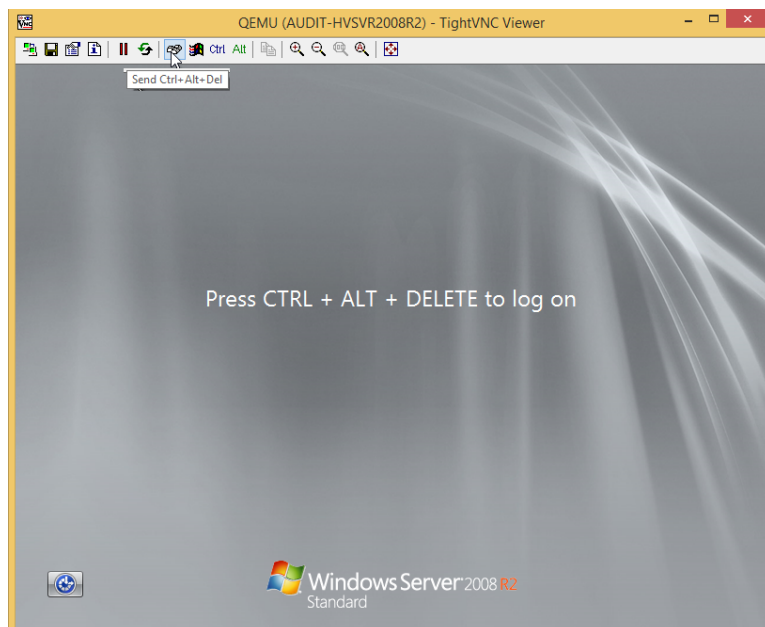 QEMU (AUDIT-HVSVR2008R2) - TightVNC Viewer
Ctrl Alt
Send Ctrl+Alt+Del
Press CTRL + ALT + DELETE to log on
Windows Server 2008 R2
Standard